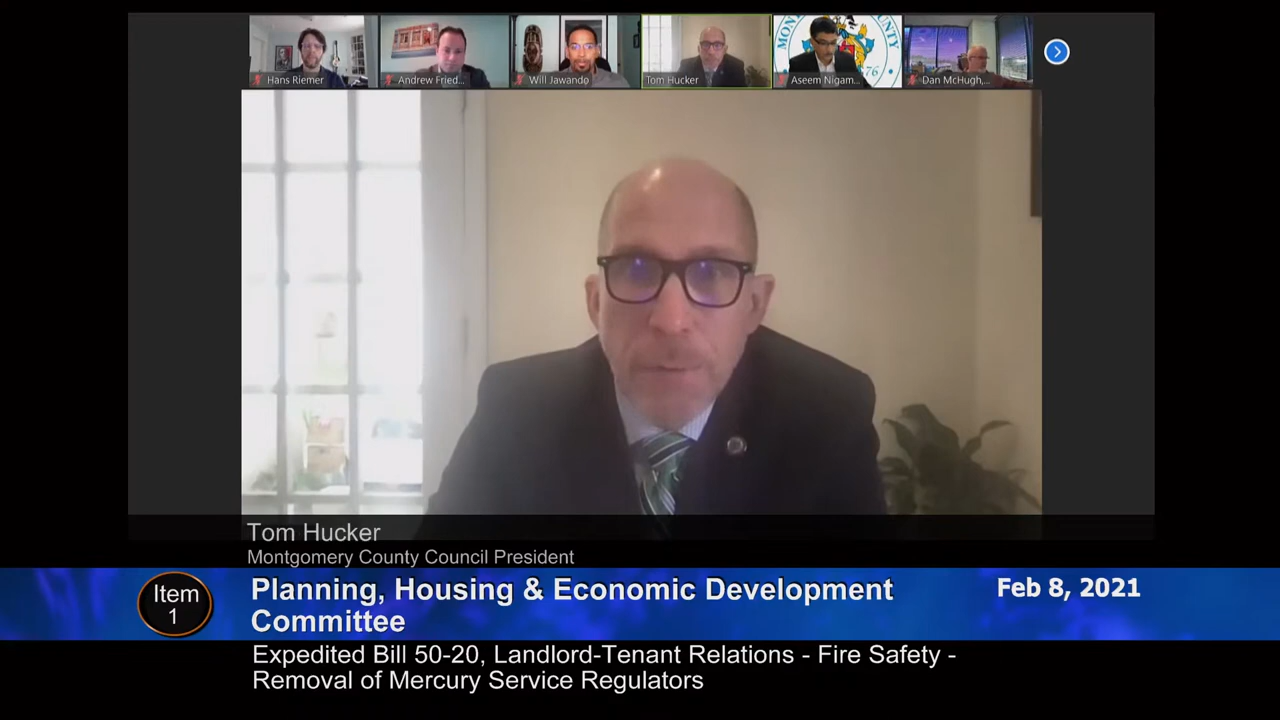 Hans Riemer
Andrew Fried...
Will Jawando
Tom Hucker
Aseem Nigam...
Dan McHugh,...
Tom Hucker
Montgomery County Council President
Item
1
Planning, Housing & Economic Development
Committee
Feb 8, 2021
Expedited Bill 50-20, Landlord-Tenant Relations - Fire Safety -
Removal of Mercury Service Regulators